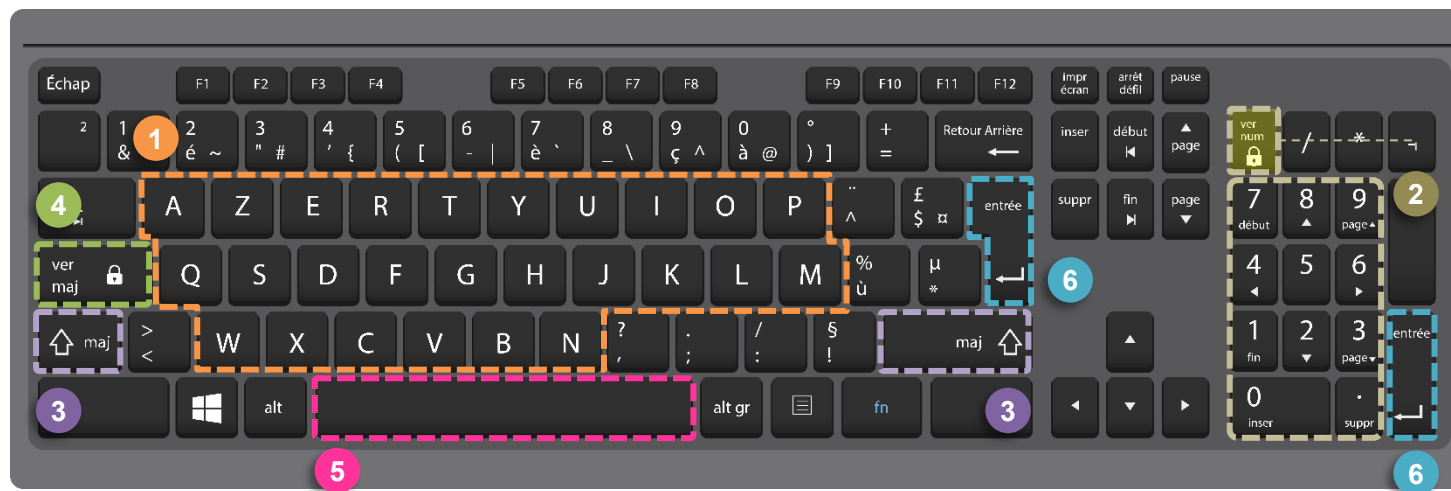 Échap F1 F2 F3 F4 F5 F6 F7 F8 F9 F10 F11 F12 impr écran arrêt défil pause
2 1 & 1 2 é ~ 3 " # 4 ' { 5 ( [ 6 - | 7 è ` 8 _ \ 9 ç ^ 0 à @ ° ) ] + = Retour Arrière inser début page ver num / * -
4 A Z E R T Y U I O P ¨ ^ £ $ ¤ entrée suppr fin page 7 début 8 9 page 2
ver maj Q S D F G H J K L M % ù µ * 6 4 5 6
maj > < W X C V B N ? , . ; / : § ! maj 1 fin 2 3 page entrée
3 alt alt gr fn 3 0 inser . suppr
5 6